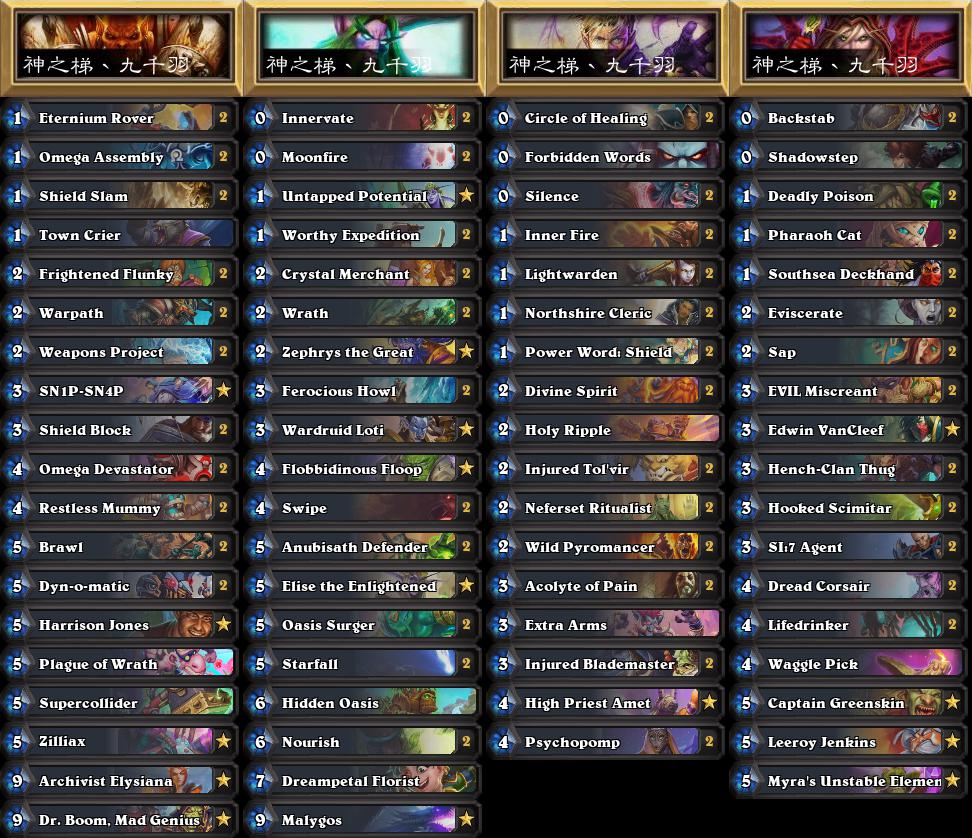 神之梯、九千羽
1 Eternium Rover 2
1 Omega Assembly 2
1 Shield Slam 2
1 Town Crier
2 Frightened Flunky 2
2 Warpath 2
2 Weapons Project 2
3 SN1P-SN4P
3 Shield Block 2
4 Omega Devastator 2
4 Restless Mummy 2
5 Brawl 2
5 Dyn-o-matic 2
5 Harrison Jones
5 Plague of Wrath
5 Supercollider
5 Zilliax
9 Archivist Elysiana
9 Dr. Boom, Mad Genius
神之梯、九千羽
0 Innervate 2
0 Moonfire 2
1 Untapped Potential
1 Worthy Expedition 2
2 Crystal Merchant 2
2 Wrath 2
2 Zephrys the Great
3 Ferocious Howl 2
3 Wardruid Loti
4 Flobbidinous Floop
4 Swipe 2
5 Anubisath Defender 2
5 Elise the Enlightened
5 Oasis Surger 2
5 Starfall 2
6 Hidden Oasis
6 Nourish 2
7 Dreampetal Florist
9 Malygos
神之梯、九千羽
0 Circle of Healing 2
0 Forbidden Words
0 Silence 2
1 Inner Fire 2
1 Lightwarden 2
1 Northshire Cleric 2
1 Power Word: Shield 2
2 Divine Spirit 2
2 Holy Ripple
2 Injured Tol'vir 2
2 Neferset Ritualist 2
2 Wild Pyromancer 2
3 Acolyte of Pain 2
3 Extra Arms
3 Injured Blademaster 2
4 High Priest Amet
4 Psychopomp 2
神之梯、九千羽
0 Backstab 2
0 Shadowstep
1 Deadly Poison 2
1 Pharaoh Cat 2
1 Southsea Deckhand 2
2 Eviscerate 2
2 Sap 2
3 EVIL Miscreant 2
3 Edwin VanCleef
3 Hench-Clan Thug 2
3 Hooked Scimitar 2
3 SI:7 Agent 2
4 Dread Corsair 2
4 Lifedrinker 2
4 Waggle Pick
5 Captain Greenskin
5 Leeroy Jenkins
5 Myra's Unstable Elemen